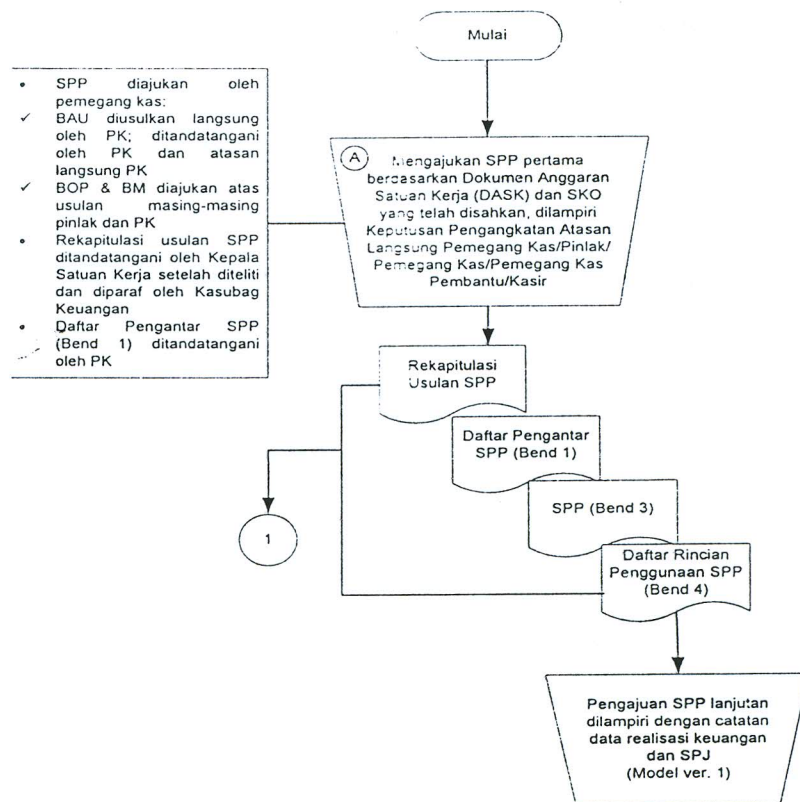 Mulai
• SPP diajukan oleh
pemegang kas:
✓ BAU diusulkan langsung
oleh PK; ditandatangani
oleh PK dan atasan
langsung PK
✓ BOP & BM diajukan atas
usulan masing-masing
pinlak dan PK
• Rekapitulasi usulan SPP
ditandatangani oleh Kepala
Satuan Kerja setelah diteliti
dan diparaf oleh Kasubag
Keuangan
• Daftar Pengantar SPP
(Bend 1) ditandatangani
oleh PK
A
Mengajukan SPP pertama
berdasarkan Dokumen Anggaran
Satuan Kerja (DASK) dan SKO
yang telah disahkan, dilampiri
Keputusan Pengangkatan Atasan
Langsung Pemegang Kas/Pinlak/
Pemegang Kas/Pemegang Kas
Pembantu/Kasir
Rekapitulasi
Usulan SPP
Daftar Pengantar
SPP (Bend 1)
SPP (Bend 3)
1
Daftar Rincian
Penggunaan SPP
(Bend 4)
Pengajuan SPP lanjutan
dilampiri dengan catatan
data realisasi keuangan
dan SPJ
(Model ver. 1)